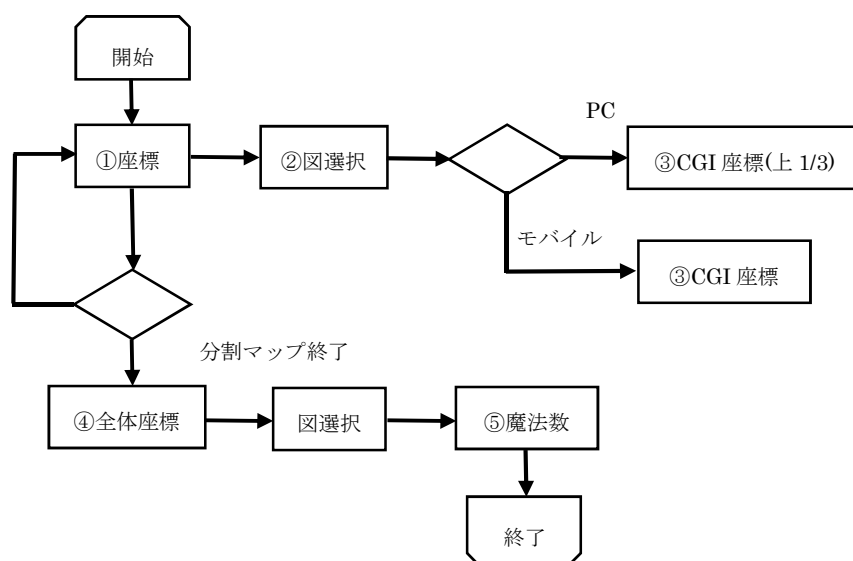 開始
PC
①座標
②図選択
③CGI 座標(上 1/3)
モバイル
③CGI 座標
分割マップ終了
④全体座標
図選択
⑤魔法数
終了